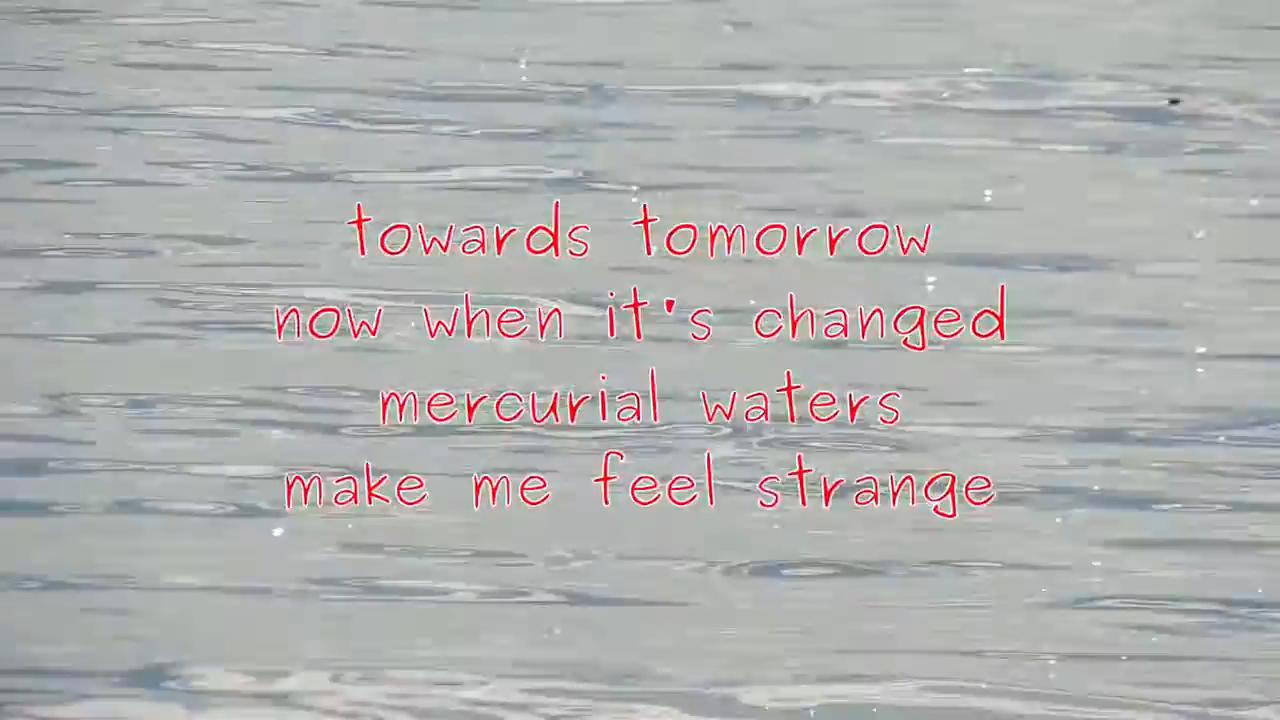 towards tomorrow
now when it's changed
mercurial waters
make me feel strange